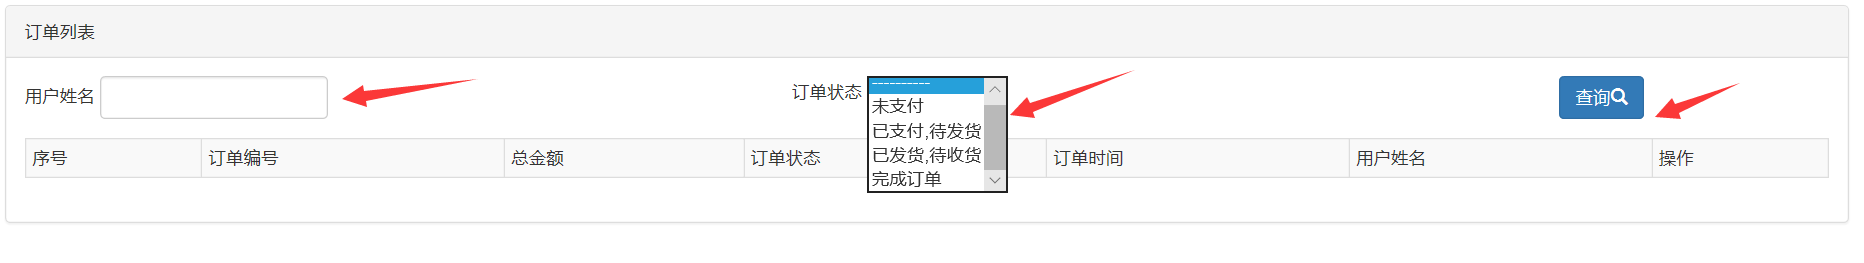 订单列表
用户姓名 订单状态 ---------- 查询
未支付
已支付,待发货
已发货,待收货
完成订单
序号 订单编号 总金额 订单状态 订单时间 用户姓名 操作